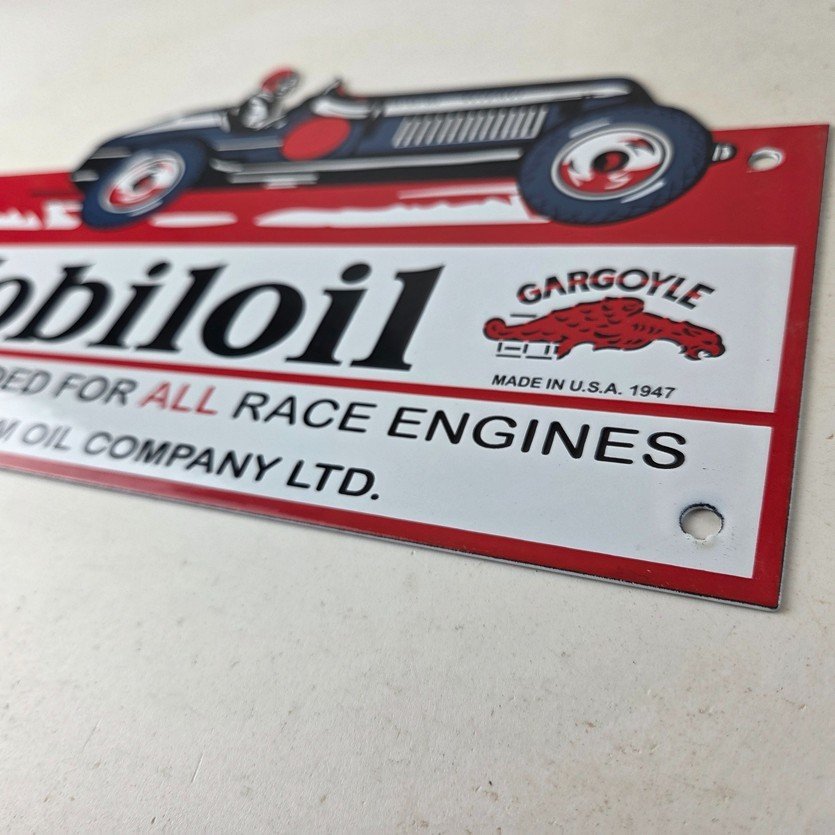 obiloil
GARGOYLE
MADE IN U.S.A. 1947
DED FOR ALL RACE ENGINES
M OIL COMPANY LTD.